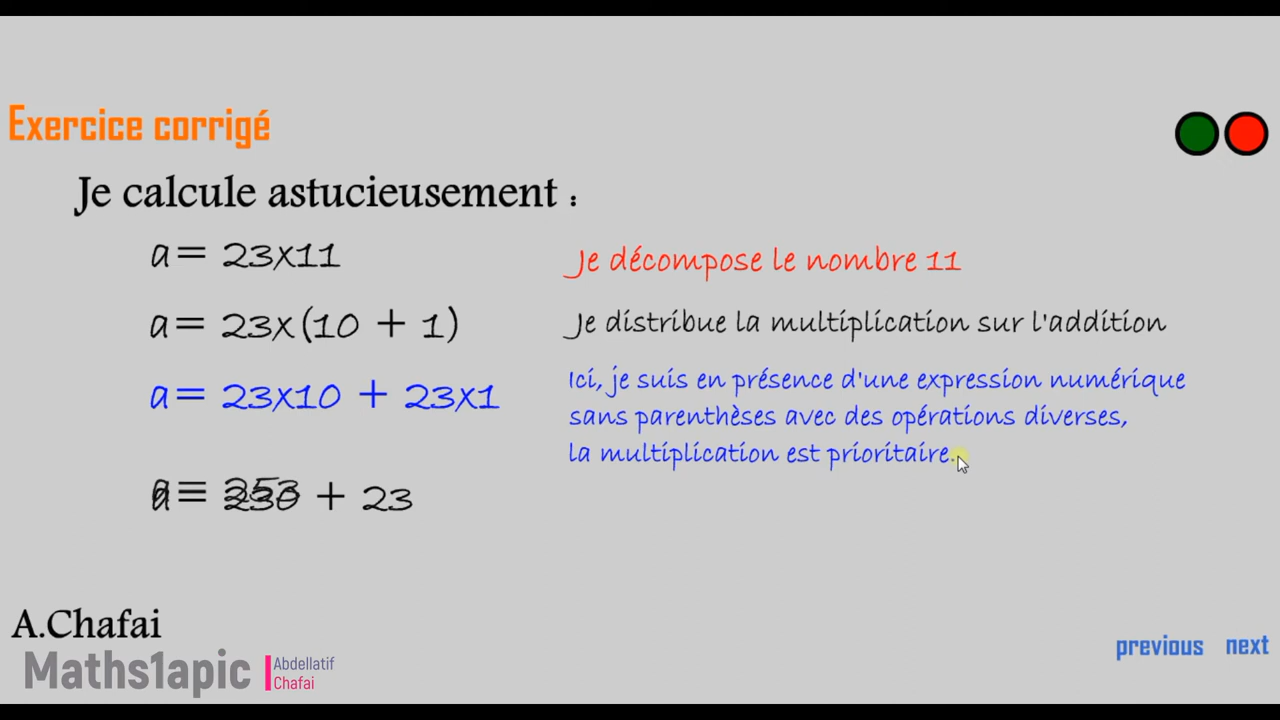 Exercice corrigé
Je calcule astucieusement :
a= 23x11
Je décompose le nombre 11
a= 23x(10 + 1)
Je distribue la multiplication sur l'addition
a= 23x10 + 23x1
Ici, je suis en présence d'une expression numérique
sans parenthèses avec des opérations diverses,
la multiplication est prioritaire.
a= 230 + 23
a= 253
A.Chafai
Maths1apic
Abdellatif
Chafai
previous next